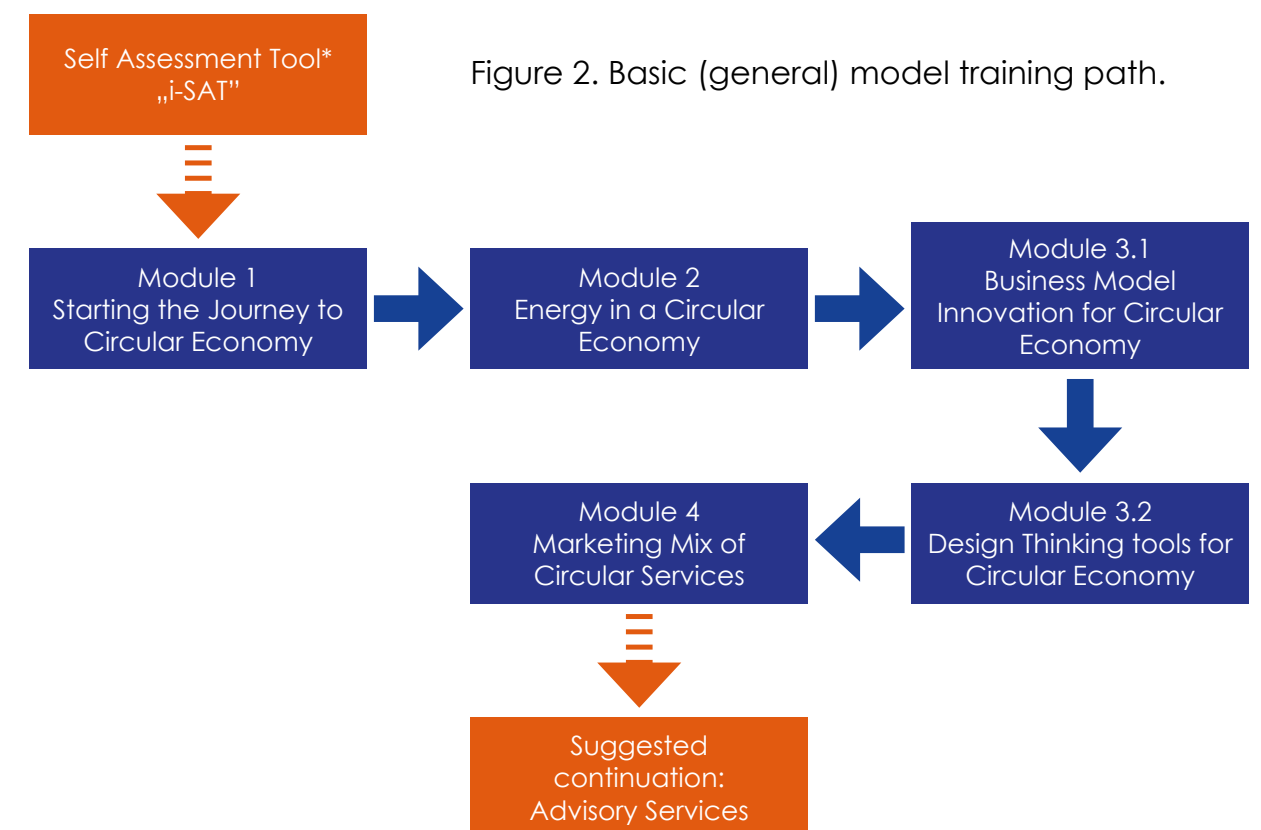 Self Assessment Tool*
„i-SAT”
Figure 2. Basic (general) model training path.
Module 1
Starting the Journey to
Circular Economy
Module 2
Energy in a Circular
Economy
Module 3.1
Business Model
Innovation for Circular
Economy
Module 3.2
Design Thinking tools for
Circular Economy
Module 4
Marketing Mix of
Circular Services
Suggested
continuation:
Advisory Services